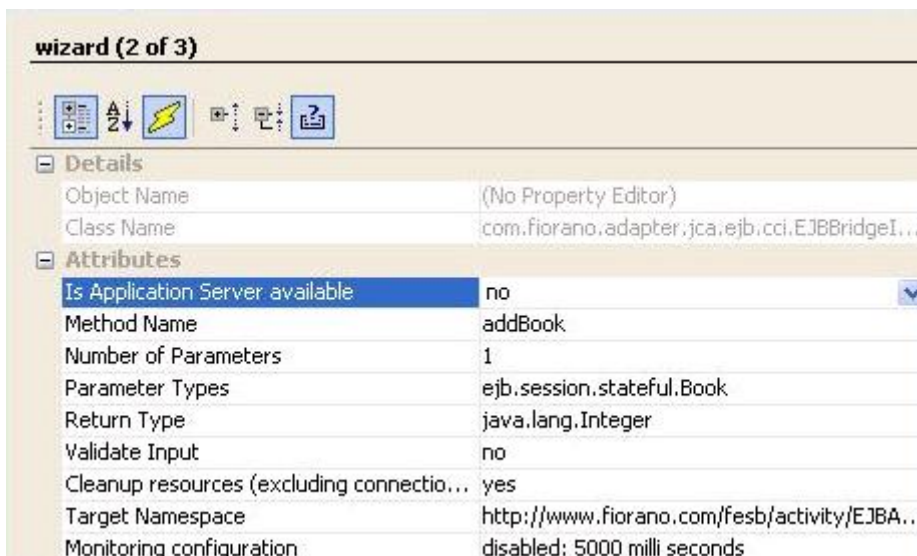 wizard (2 of 3)
Details
Object Name (No Property Editor)
Class Name com.fiorano.adapter.jca.ejb.cci.EJBBridgeI...
Attributes
Is Application Server available no
Method Name addBook
Number of Parameters 1
Parameter Types ejb.session.stateful.Book
Return Type java.lang.Integer
Validate Input no
Cleanup resources (excluding connectio... yes
Target Namespace http://www.fiorano.com/fesb/activity/EJBA...
Monitoring configuration disabled; 5000 milli seconds